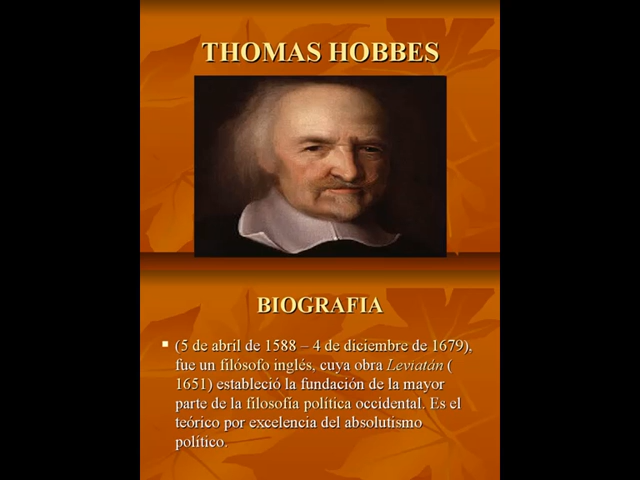 THOMAS HOBBES
BIOGRAFIA
(5 de abril de 1588 – 4 de diciembre de 1679),
fue un filósofo inglés, cuya obra Leviatán (
1651) estableció la fundación de la mayor
parte de la filosofía política occidental. Es el
teórico por excelencia del absolutismo
político.